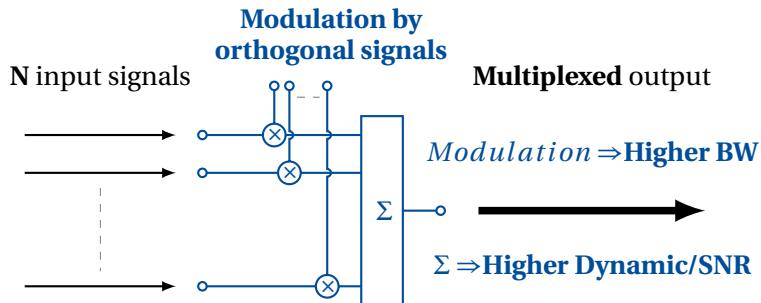 Modulation by
orthogonal signals
N input signals
Multiplexed output
Modulation ⇒Higher BW
Σ
Σ ⇒Higher Dynamic/SNR